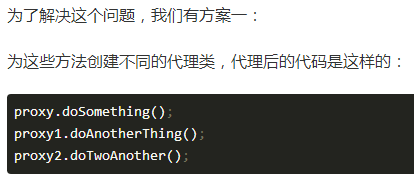 为了解决这个问题，我们有方案一：
为这些方法创建不同的代理类，代理后的代码是这样的：
proxy.doSomething();
proxy1.doAnotherThing();
proxy2.doTwoAnother();